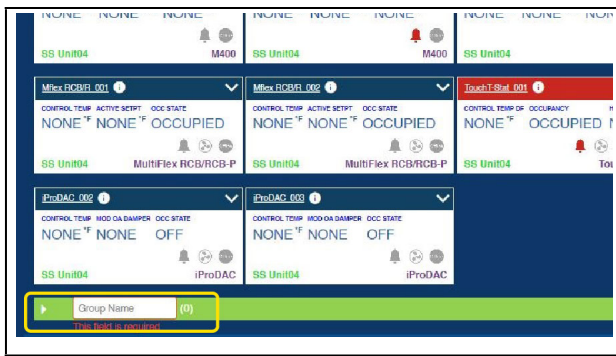 NONE NONE NONE NONE NONE NONE NONE NONE NON
SS Unit04 M400 SS Unit04 M400 SS Unit04
Mflex RCB/R_001 Mflex RCB/R_002 TouchT-Stat_001
CONTROL TEMP ACTIVE SETPT OCC STATE CONTROL TEMP ACTIVE SETPT OCC STATE CONTROL TEMP DF OCCUPANCY
NONE °F NONE °F OCCUPIED NONE °F NONE °F OCCUPIED NONE °F OCCUPIED N
SS Unit04 MultiFlex RCB/RCB-P SS Unit04 MultiFlex RCB/RCB-P SS Unit04 Tou
iProDAC_002 iProDAC_003
CONTROL TEMP MOD OA DAMPER OCC STATE CONTROL TEMP MOD OA DAMPER OCC STATE
NONE °F NONE OFF NONE °F NONE OFF
SS Unit04 iProDAC SS Unit04 iProDAC
Group Name (0)
This field is required